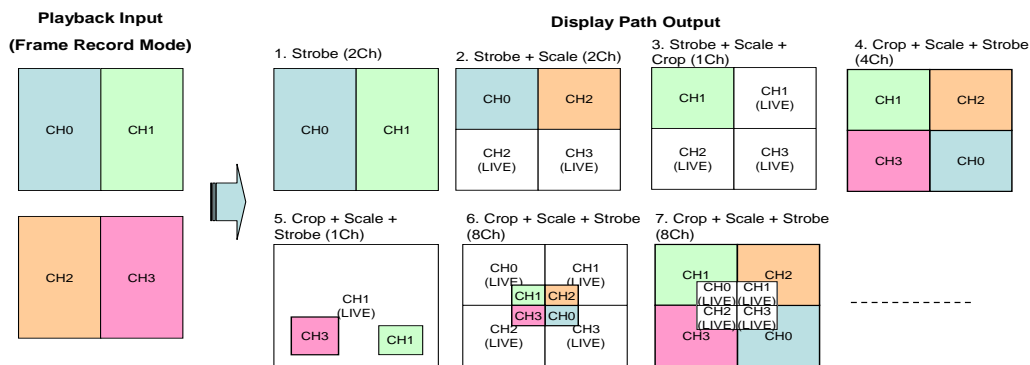 Playback Input
(Frame Record Mode)
Display Path Output
CH0
CH1
CH2
CH3
1. Strobe (2Ch)
CH0
CH1
2. Strobe + Scale (2Ch)
CH0
CH2
CH2
(LIVE)
CH3
(LIVE)
3. Strobe + Scale +
Crop (1Ch)
CH1
CH1
(LIVE)
CH2
(LIVE)
CH3
(LIVE)
4. Crop + Scale + Strobe
(4Ch)
CH1
CH2
CH3
CH0
5. Crop + Scale +
Strobe (1Ch)
CH1
(LIVE)
CH3
CH1
6. Crop + Scale + Strobe
(8Ch)
CH0
(LIVE)
CH1
(LIVE)
CH1
CH2
CH3
CH0
CH2
(LIVE)
CH3
(LIVE)
7. Crop + Scale + Strobe
(8Ch)
CH1
CH2
CH0
(LIVE)
CH1
(LIVE)
CH2
(LIVE)
CH3
(LIVE)
CH3
CH0